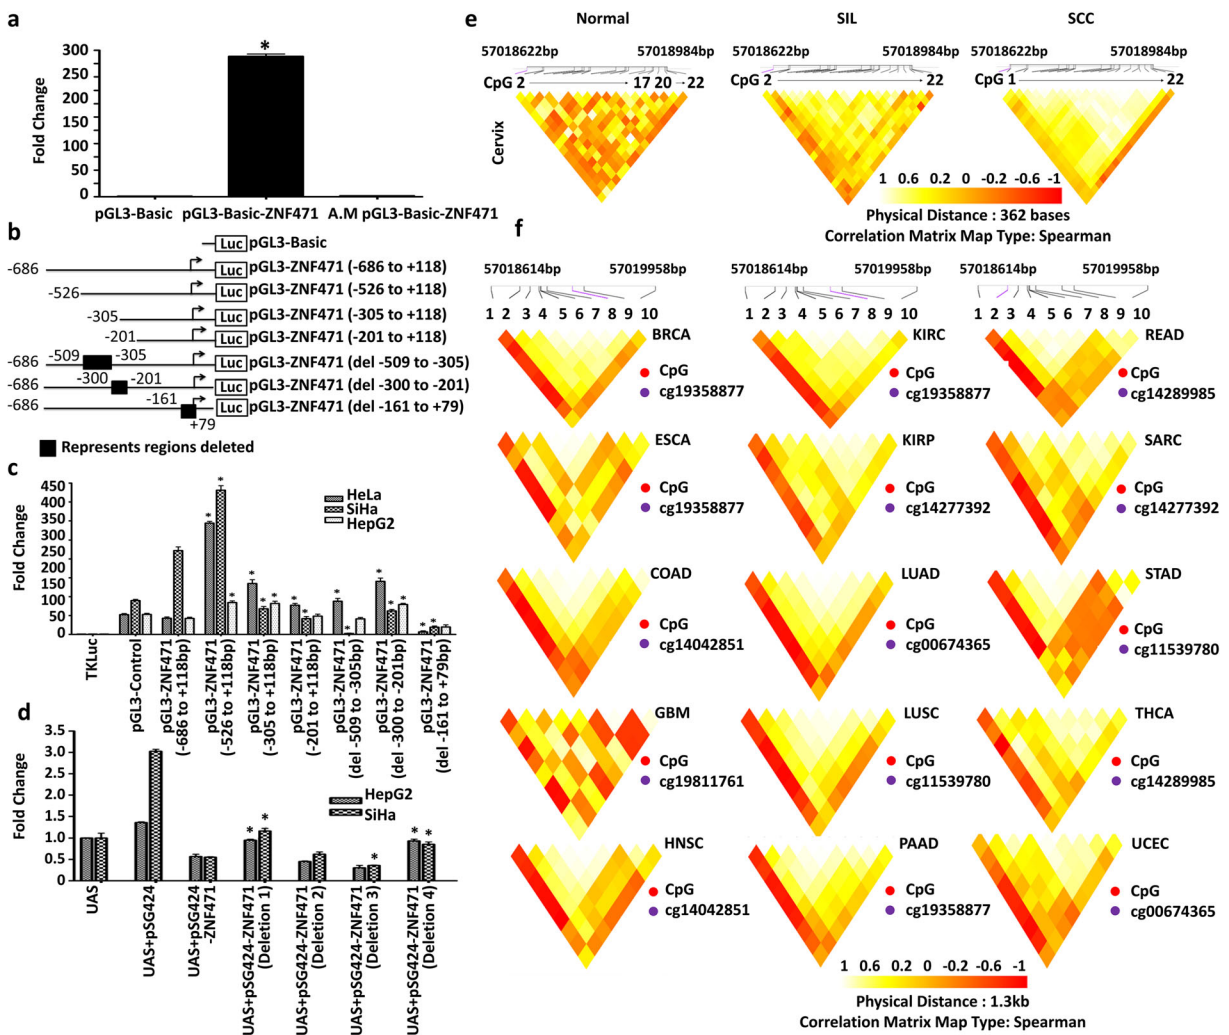 a
Fold Change
300
350
300
250
200
150
100
50
0
*
pGL3-Basic pGL3-Basic-ZNF471 A.M pGL3-Basic-ZNF471
b
Luc pGL3-Basic
-686 Luc pGL3-ZNF471 (-686 to +118)
-526 Luc pGL3-ZNF471 (-526 to +118)
-305 Luc pGL3-ZNF471 (-305 to +118)
-201 Luc pGL3-ZNF471 (-201 to +118)
-686 -509 -305 Luc pGL3-ZNF471 (del -509 to -305)
-686 -300 -201 Luc pGL3-ZNF471 (del -300 to -201)
-686 -161 +79 Luc pGL3-ZNF471 (del -161 to +79)
Represents regions deleted
c
Fold Change
450
400
350
300
250
150
100
50
0
HeLa
SiHa
HepG2
TKLuc
pGL3-Control
pGL3-ZNF471
(-686 to +118bp)
pGL3-ZNF471
(-526 to +118bp)
pGL3-ZNF471
(-305 to +118bp)
pGL3-ZNF471
(-201 to +118bp)
pGL3-ZNF471
(del -509 to -305bp)
pGL3-ZNF471
(del -300 to -201bp)
pGL3-ZNF471
(del -161 to +79bp)
d
Fold Change
3.5
3.0
2.5
2.0
1.5
1.0
0.5
0
HepG2
SiHa
UAS
UAS+pSG424
UAS+pSG424
-ZNF471
UAS+pSG424-ZNF471
(Deletion 1)
UAS+pSG424-ZNF471
(Deletion 2)
UAS+pSG424-ZNF471
(Deletion 3)
UAS+pSG424-ZNF471
(Deletion 4)
e
Normal SIL SCC
57018622bp 57018984bp 57018622bp 57018984bp 57018622bp 57018984bp
CpG 2 17 20 22 CpG 2 22 CpG 1 22
Cervix
1 0.6 0 -0.2 -0.6 -1
Physical Distance : 362 bases
Correlation Matrix Map Type: Spearman
f
57018614bp 57019958bp 57018614bp 57019958bp 57018614bp 57019958bp
1 2 3 4 5 6 7 8 9 10 1 2 3 4 5 6 7 8 9 10 1 2 3 4 5 6 7 8 9 10
BRCA
CpG
cg19358877
KIRC
CpG
cg19358877
READ
CpG
cg14289985
ESCA
CpG
cg19358877
KIRP
CpG
cg14277392
SARC
CpG
cg14277392
COAD
CpG
cg14042851
LUAD
CpG
cg00674365
STAD
CpG
cg11539780
GBM
CpG
cg19811761
LUSC
CpG
cg11539780
THCA
CpG
cg14289985
HNSC
CpG
cg14042851
PAAD
CpG
cg19358877
UCEC
CpG
cg00674365
1 0.6 0 -0.2 -0.6 -1
Physical Distance : 1.3kb
Correlation Matrix Map Type: Spearman